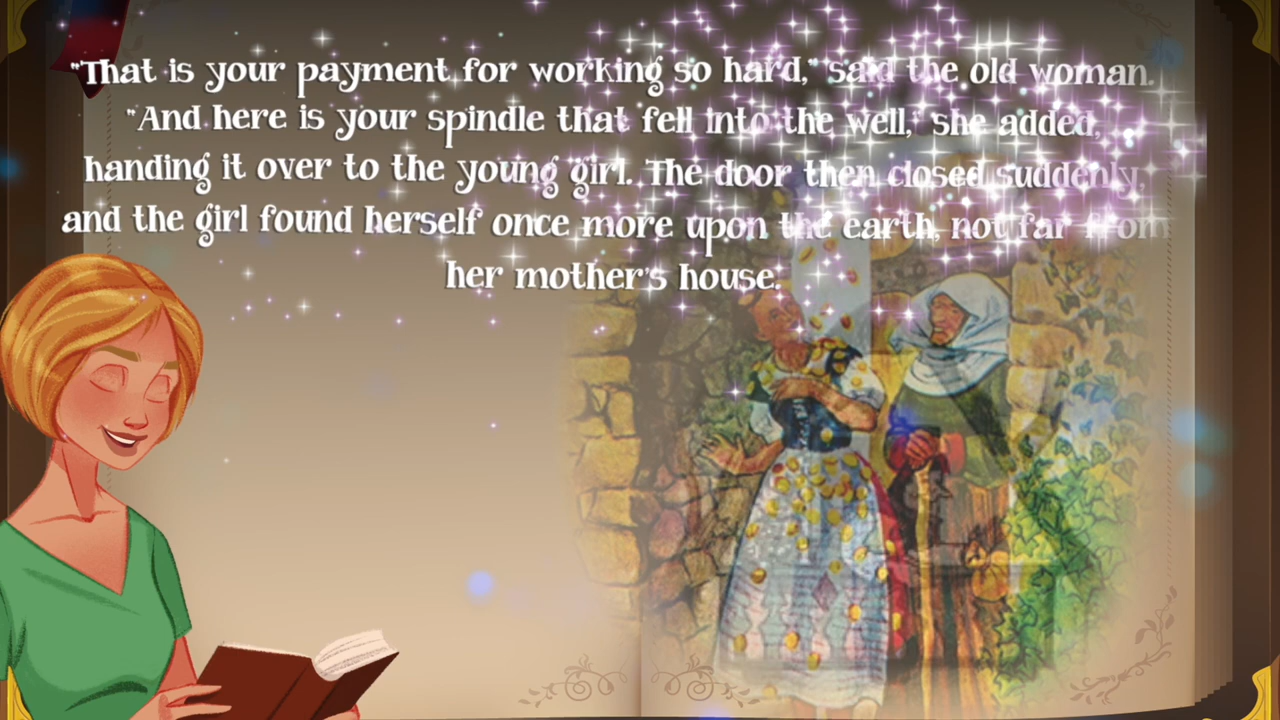 "That is your payment for working so hard," said the old woman.
"And here is your spindle that fell into the well," she added,
handing it over to the young girl. The door then closed suddenly,
and the girl found herself once more upon the earth, not far from
her mother's house.